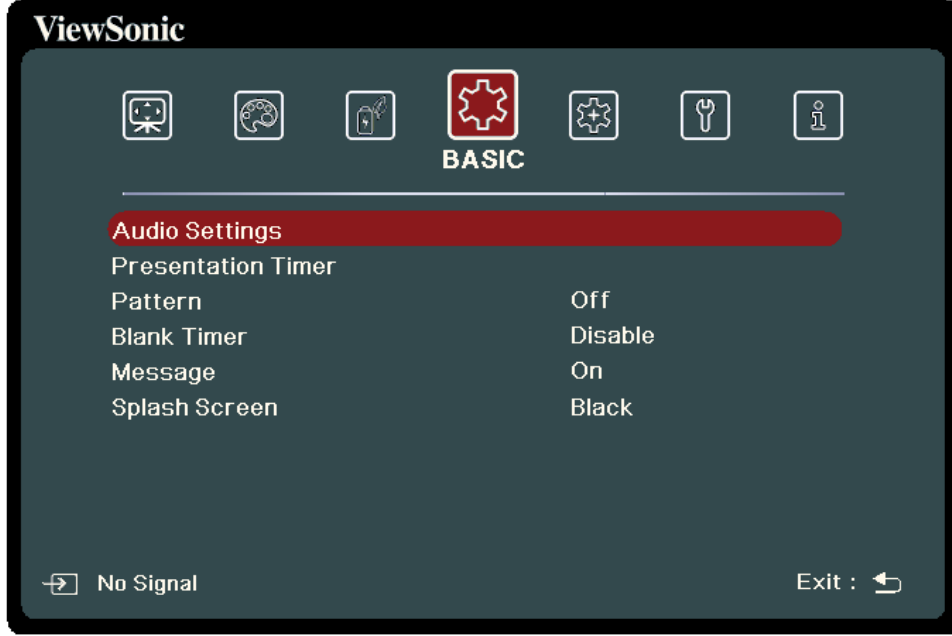 ViewSonic
BASIC
Audio Settings
Presentation Timer
Pattern Off
Blank Timer Disable
Message On
Splash Screen Black
No Signal Exit :